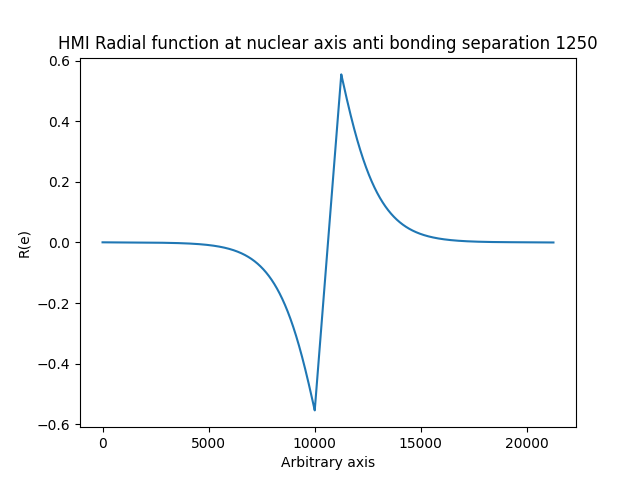 HMI Radial function at nuclear axis anti bonding separation 1250
0.6
0.4
0.2
0.0
−0.2
−0.4
−0.6
R(e)
0 5000 10000 15000 20000
Arbitrary axis